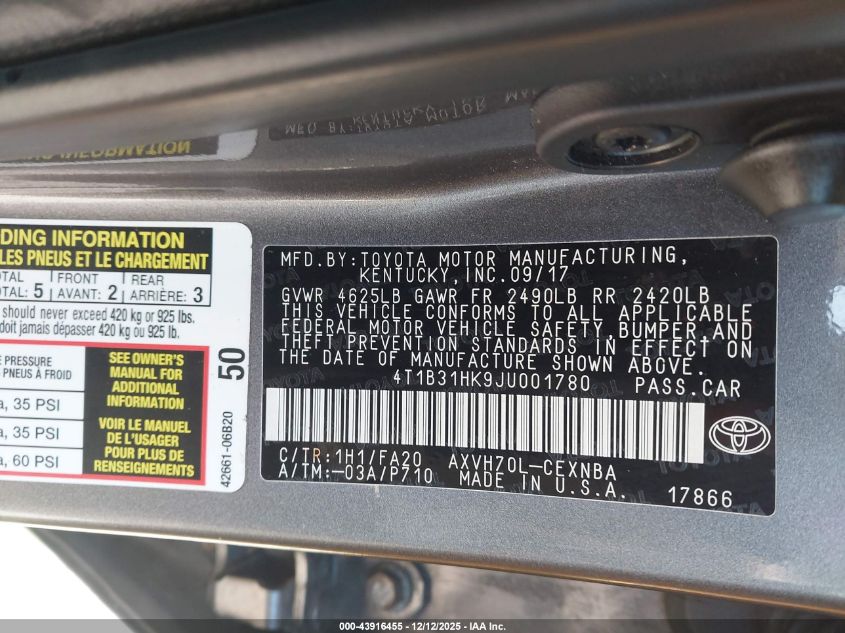 DING INFORMATION
LES PNEUS ET LE CHARGEMENT
TOTAL: 5 FRONT AVANT: 2 REAR ARRIÈRE: 3
should never exceed 420 kg or 925 lbs.
doit jamais dépasser 420 kg ou 925 lb.
PRESSURE
PNEUS À FROID
35 PSI
35 PSI
60 PSI
SEE OWNER'S
MANUAL FOR
ADDITIONAL
INFORMATION
VOIR LE MANUEL
DE L'USAGER
POUR PLUS DE
RENSEIGNEMENTS
50
42661-06B20
MFD. BY: TOYOTA MOTOR MANUFACTURING,
KENTUCKY, INC. 09/17
GVWR 4625LB GAWR FR 2490LB RR 2420LB
THIS VEHICLE CONFORMS TO ALL APPLICABLE
FEDERAL MOTOR VEHICLE SAFETY, BUMPER, AND
THEFT PREVENTION STANDARDS IN EFFECT ON
THE DATE OF MANUFACTURE SHOWN ABOVE.
4T1B31HK9JU001780 PASS.CAR
C/TR: 1H1/FA20 AXVH70L-CEXNBA
A/TM:-03A/P710 MADE IN U.S.A.
17866
TOYOTA
000-43916455 - 12/12/2025 - IAA Inc.